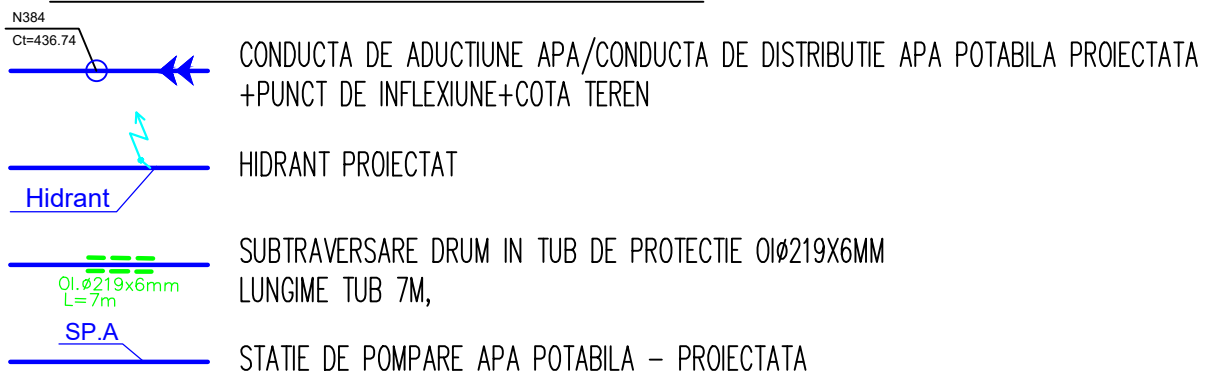 N384
Ct=436.74
CONDUCTA DE ADUCTIUNE APA/CONDUCTA DE DISTRIBUTIE APA POTABILA PROIECTATA
+PUNCT DE INFLEXIUNE+COTA TEREN
HIDRANT PROIECTAT
Hidrant
SUBTRAVERSARE DRUM IN TUB DE PROTECTIE OIø219X6MM
LUNGIME TUB 7M,
OI.ø219x6mm
L=7m
SP.A
STATIE DE POMPARE APA POTABILA – PROIECTATA